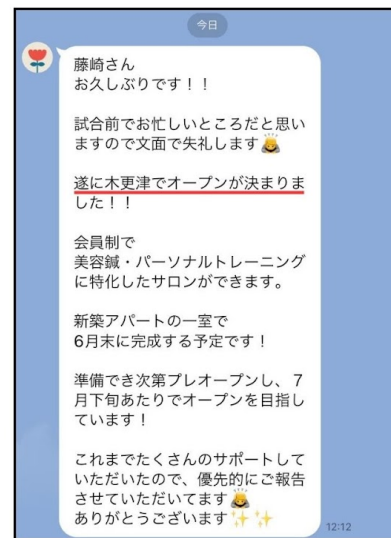 今日
藤崎さん
お久しぶりです！！
試合前でお忙しいところだと思い
ますので文面で失礼します🙇
遂に木更津でオープンが決まりま
した！！
会員制で
美容鍼・パーソナルトレーニング
に特化したサロンができます。
新築アパートの一室で
6月末に完成する予定です！
準備でき次第プレオープンし、７
月下旬あたりでオープンを目指し
ています！
これまでたくさんのサポートして
いただいたので、優先的にご報告
させていただいてます🙇
ありがとうございます✨✨
12:12